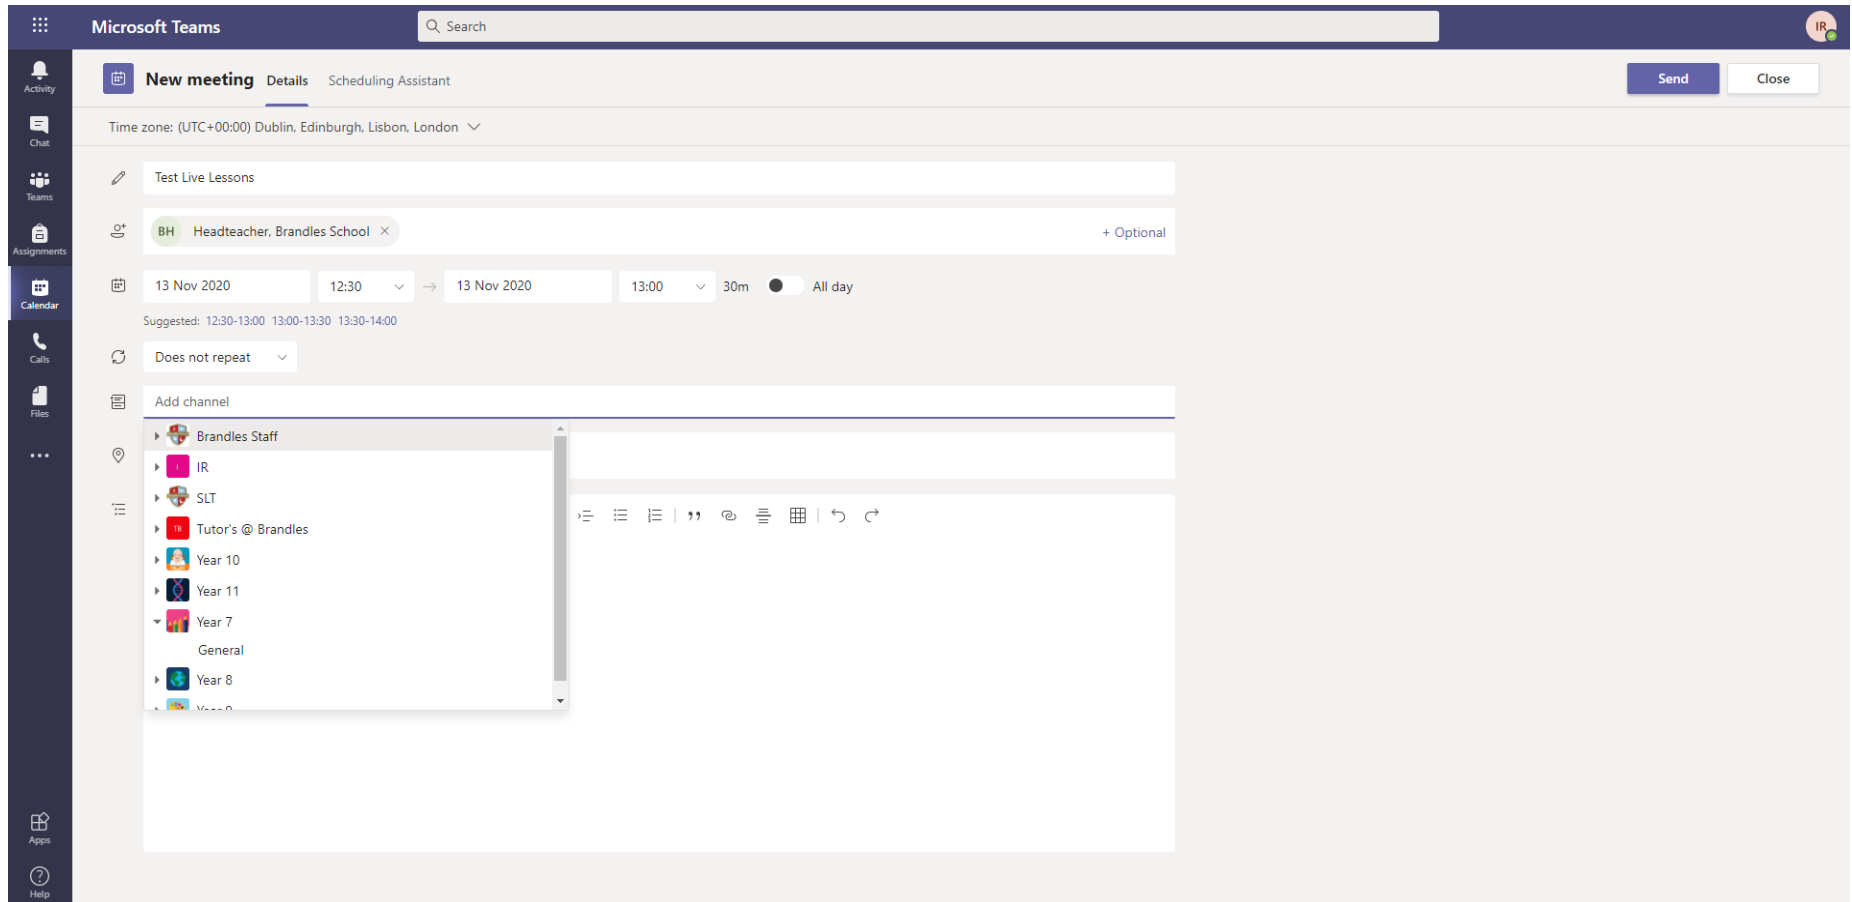 Microsoft Teams
Search
IR
Activity
Chat
Teams
Assignments
Calendar
Calls
Files
Apps
Help
New meeting Details Scheduling Assistant
Send Close
Time zone: (UTC+00:00) Dublin, Edinburgh, Lisbon, London
Test Live Lessons
BH Headteacher, Brandles School × + Optional
13 Nov 2020 12:30 → 13 Nov 2020 13:00 30m All day
Suggested: 12:30-13:00 13:00-13:30 13:30-14:00
Does not repeat
Add channel
Brandles Staff
I IR
SLT
TB Tutor's @ Brandles
Year 10
Year 11
Year 7
General
Year 8
Year 9